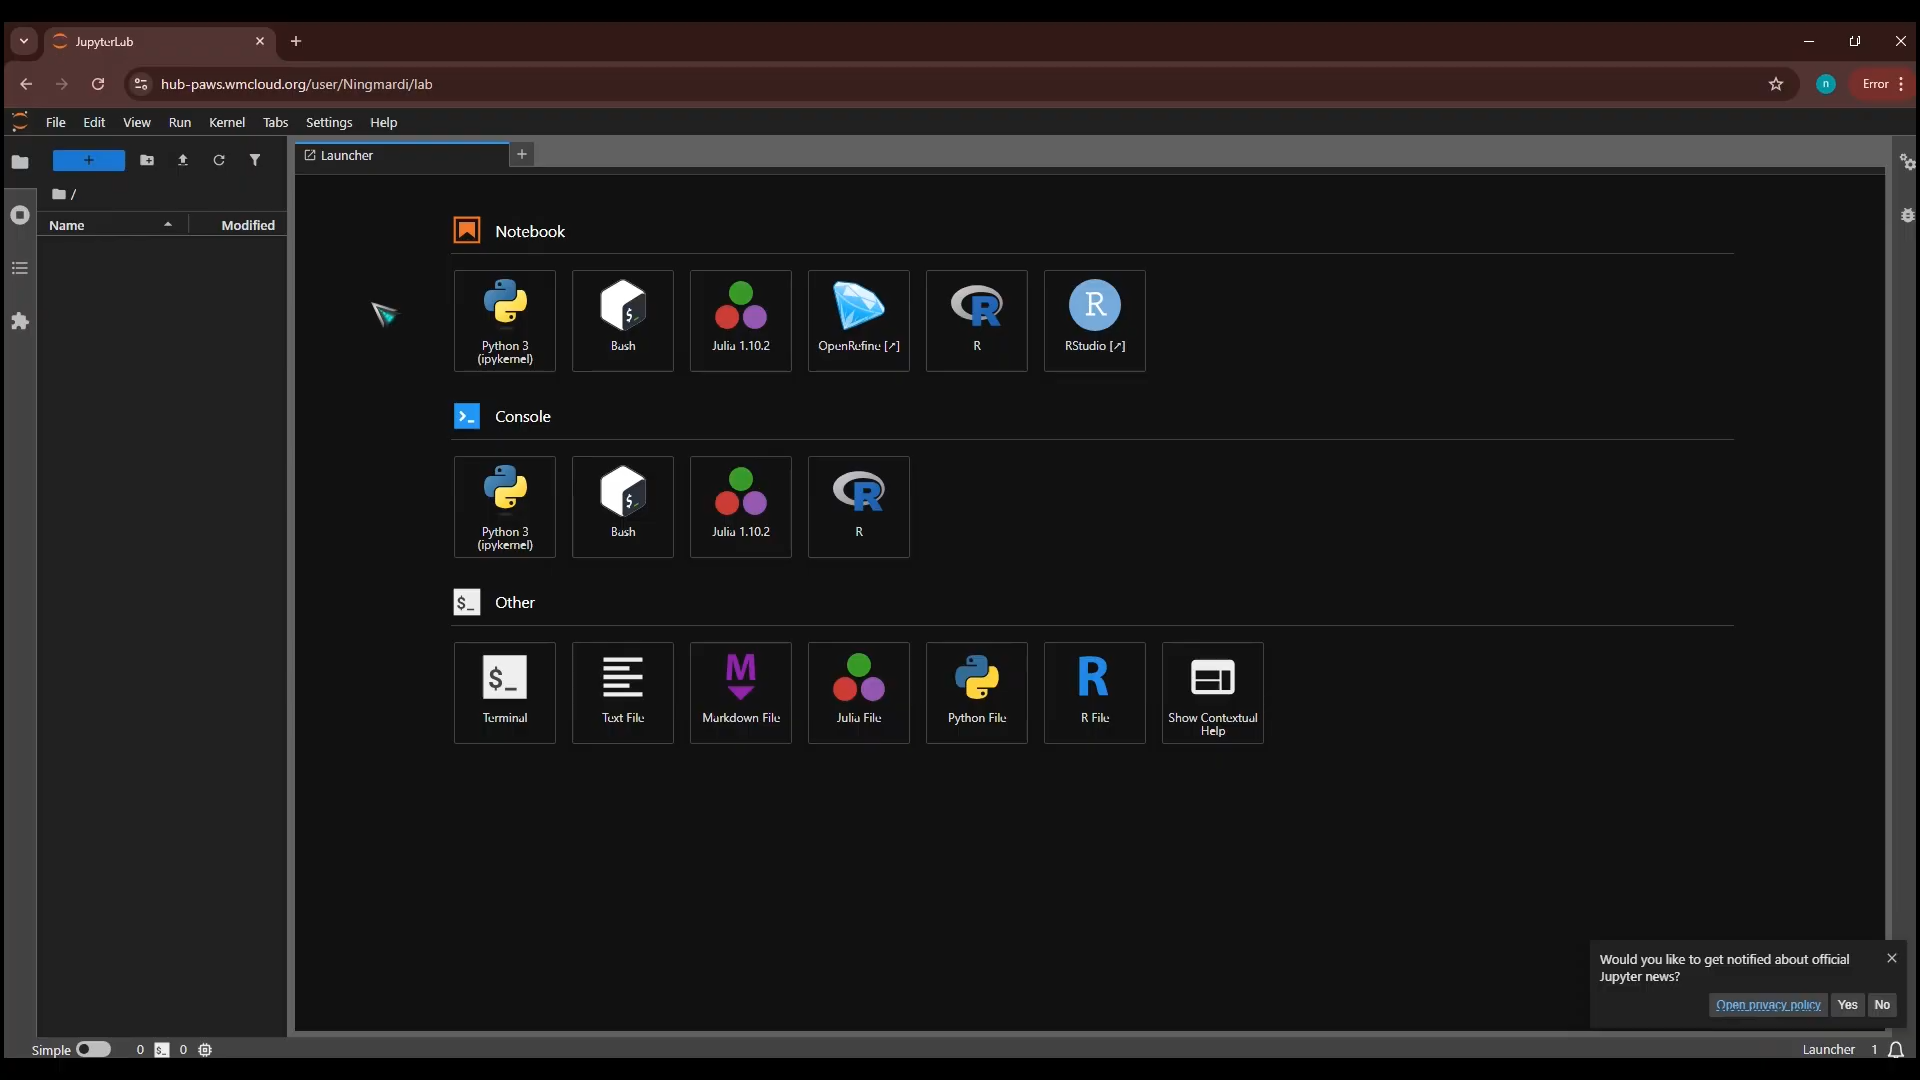 JupyterLab
hub-paws.wmcloud.org/user/Ningmardi/lab
n
Error
File Edit View Run Kernel Tabs Settings Help
Launcher
/
Name Modified
Notebook
Python 3 (ipykernel)
Bash
Julia 1.10.2
OpenRefine [↗]
R
RStudio [↗]
Console
Python 3 (ipykernel)
Bash
Julia 1.10.2
R
Other
$_
Terminal
Text File
Markdown File
Julia File
Python File
R File
Show Contextual Help
Would you like to get notified about official
Jupyter news?
Open privacy policy Yes No
Simple 0 $_ 0
Launcher 1